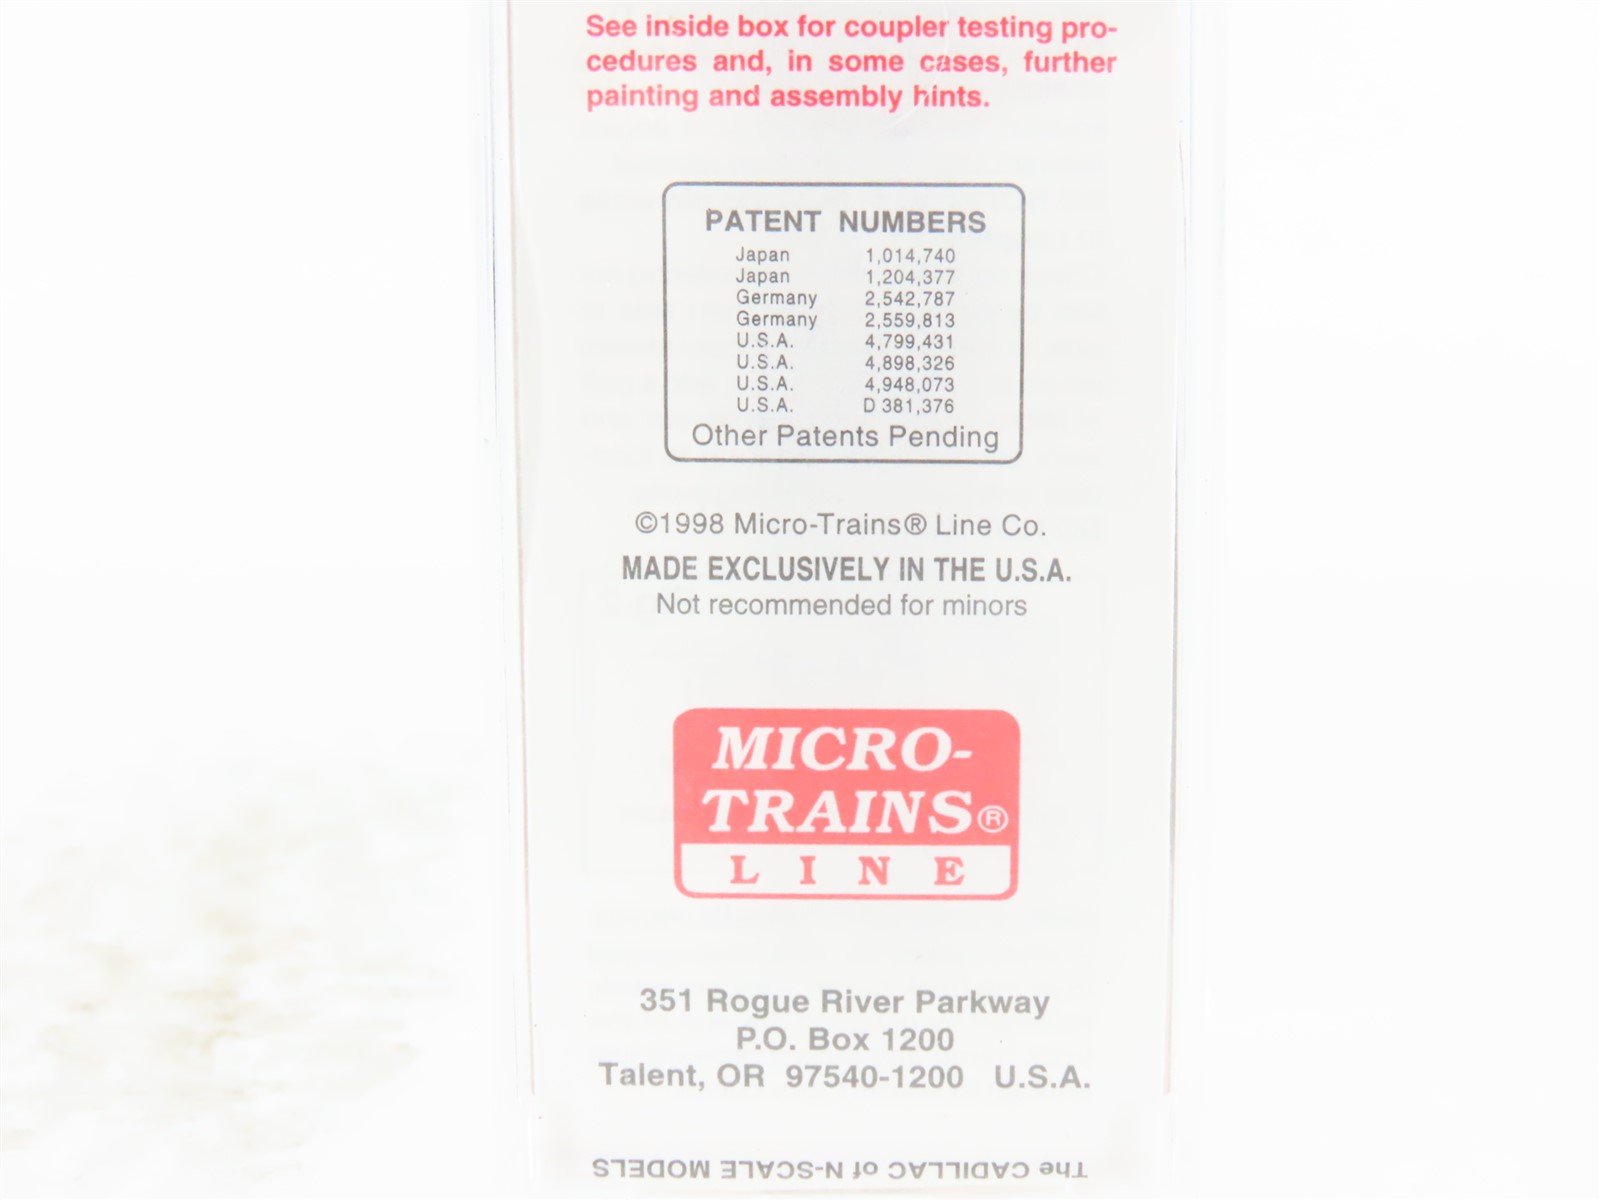 See inside box for coupler testing pro-
cedures and, in some cases, further
painting and assembly hints.
PATENT NUMBERS
Japan 1,014,740
Japan 1,204,377
Germany 2,542,787
Germany 2,559,813
U.S.A. 4,799,431
U.S.A. 4,898,326
U.S.A. 4,948,073
U.S.A. D 381,376
Other Patents Pending
©1998 Micro-Trains® Line Co.
MADE EXCLUSIVELY IN THE U.S.A.
Not recommended for minors
MICRO-
TRAINS®
LINE
351 Rogue River Parkway
P.O. Box 1200
Talent, OR 97540-1200 U.S.A.
The CADILLAC of N-SCALE MODELS